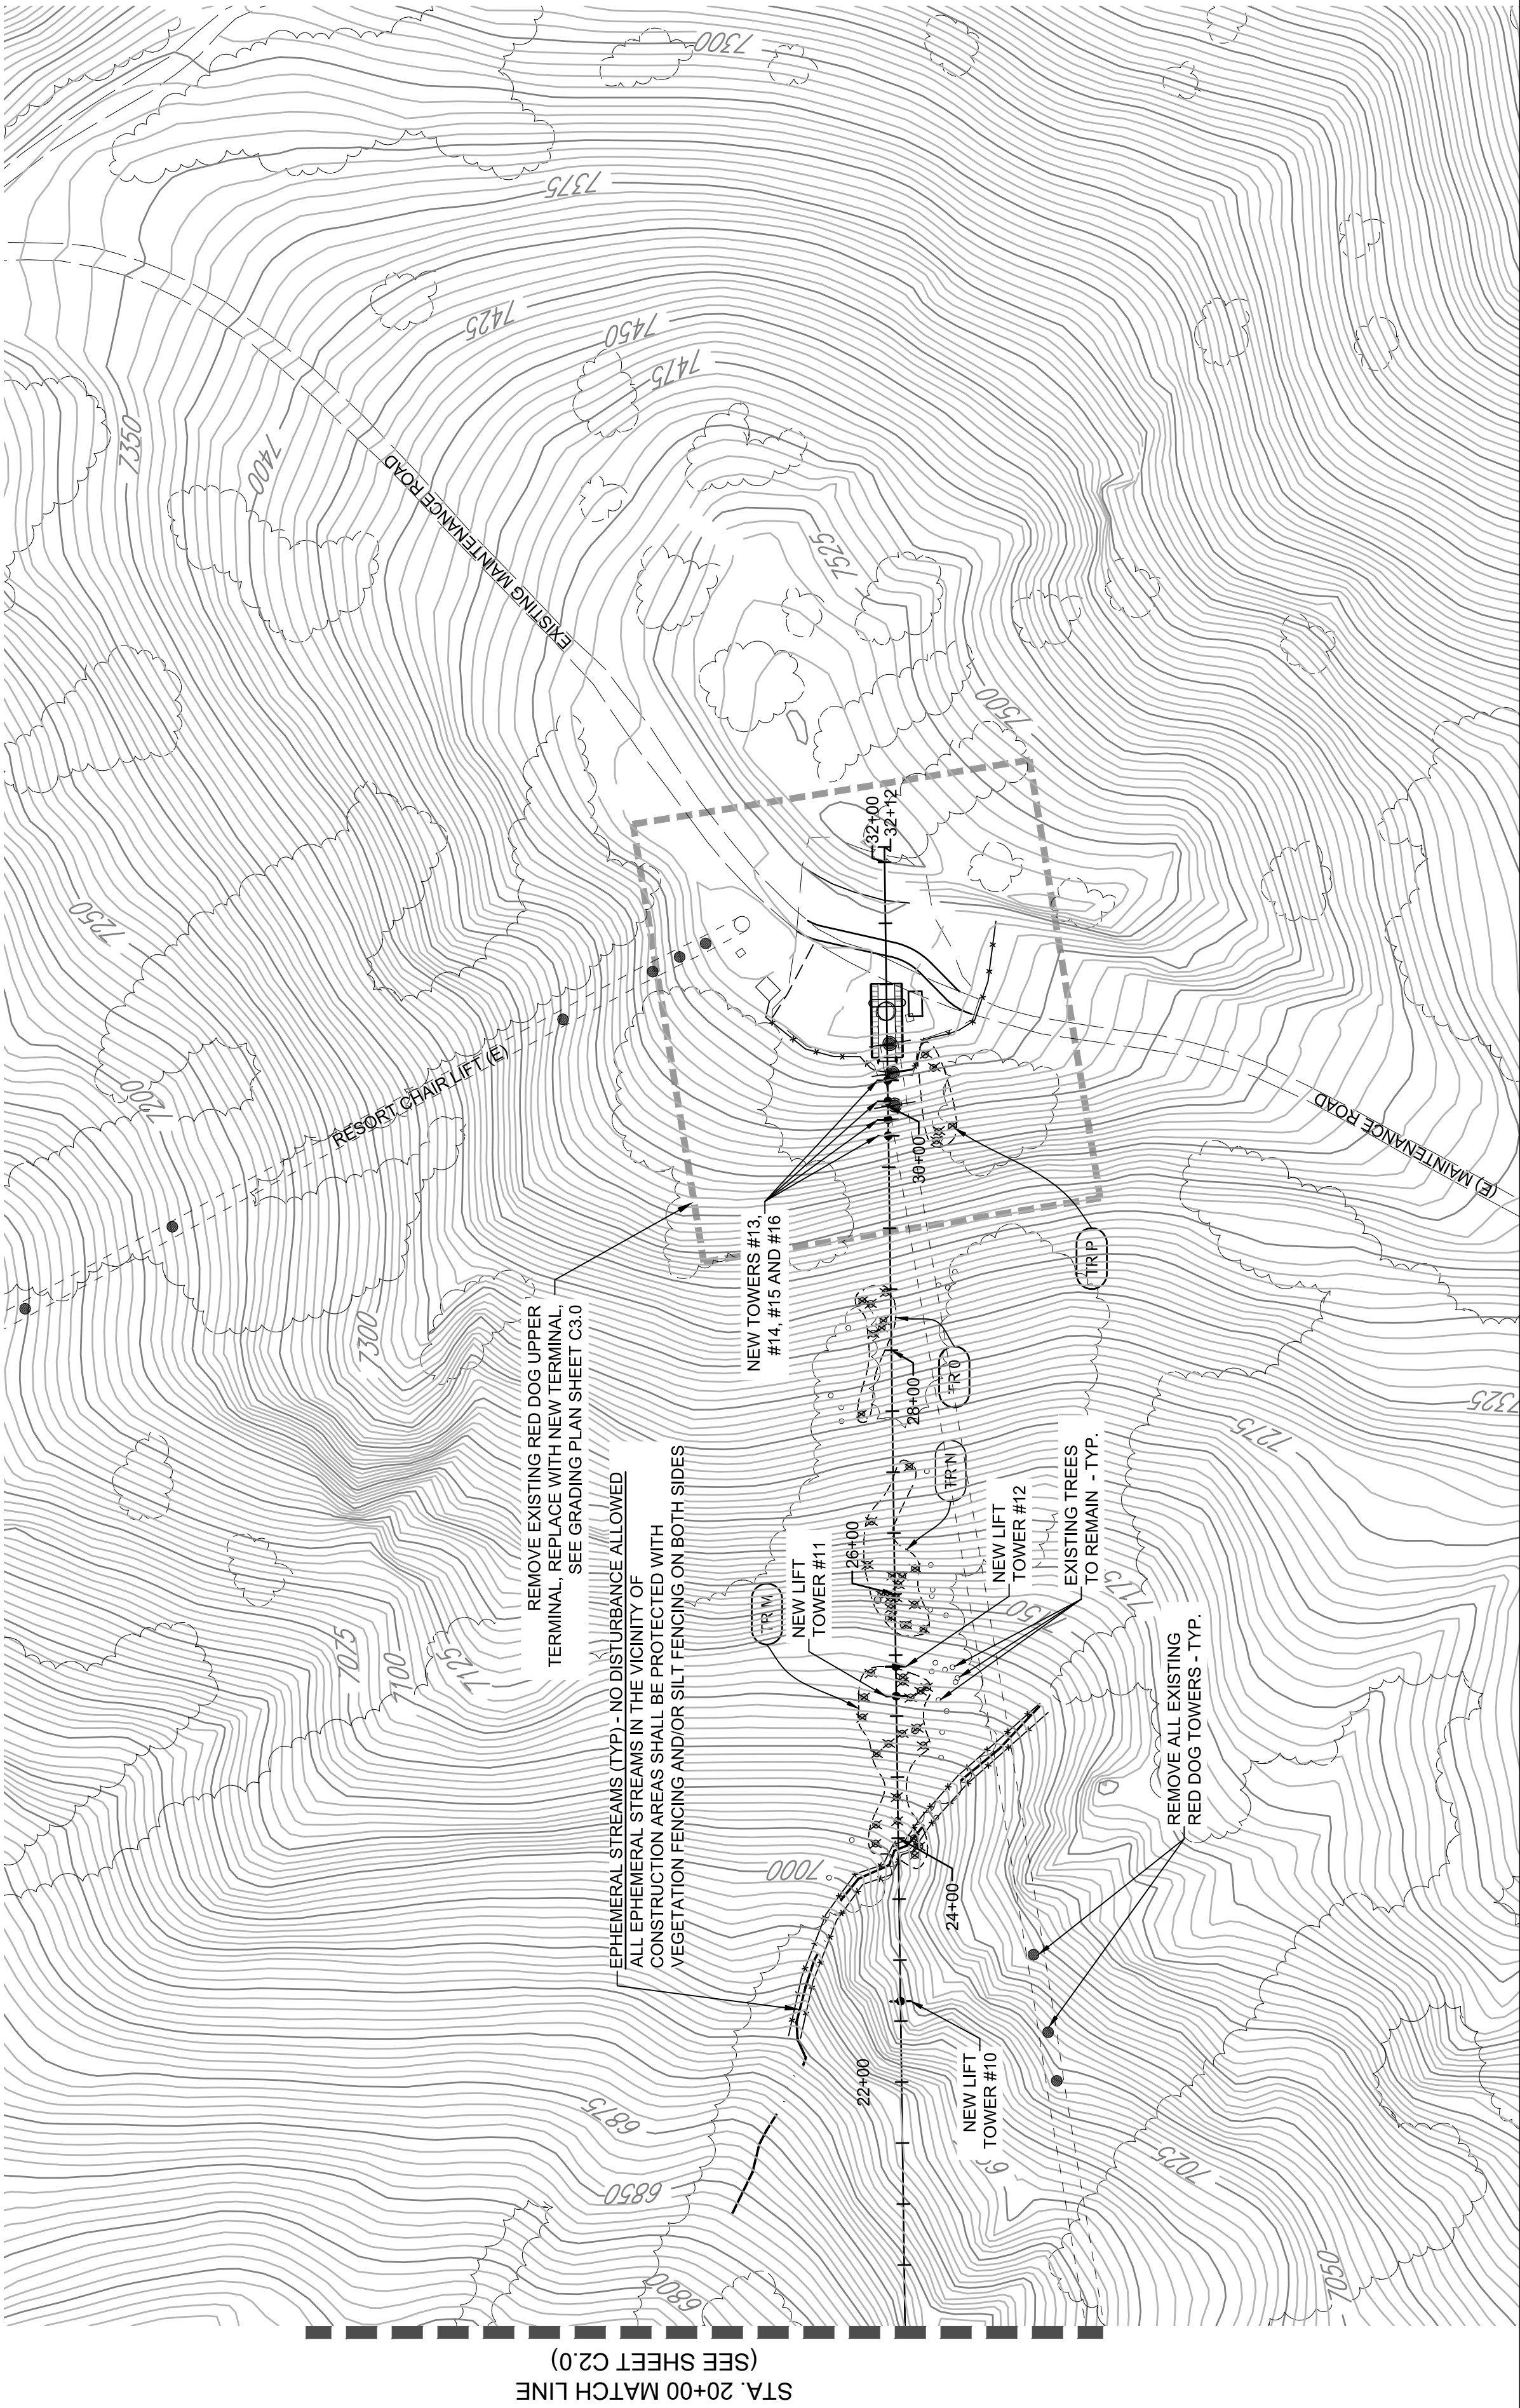 7300
7375
7425
7450
7475
7350
7400
EXISTING MAINTENANCE ROAD
7525
7500
32+00
32+12
7250
7200
RESORT CHAIR LIFT (E)
(E) MAINTENANCE ROAD
30+00
NEW TOWERS #13,
#14, #15 AND #16
TR P
7300
REMOVE EXISTING RED DOG UPPER
TERMINAL, REPLACE WITH NEW TERMINAL,
SEE GRADING PLAN SHEET C3.0
28+00
TR O
7325
7275
EPHEMERAL STREAMS (TYP) - NO DISTURBANCE ALLOWED
ALL EPHEMERAL STREAMS IN THE VICINITY OF
CONSTRUCTION AREAS SHALL BE PROTECTED WITH
VEGETATION FENCING AND/OR SILT FENCING ON BOTH SIDES
TR N
26+00
NEW LIFT
TOWER #12
EXISTING TREES
TO REMAIN - TYP.
TR M
NEW LIFT
TOWER #11
7075
7100
7125
REMOVE ALL EXISTING
RED DOG TOWERS - TYP.
7000
24+00
22+00
NEW LIFT
TOWER #10
6875
6850
7025
6800
7050
STA. 20+00 MATCH LINE
(SEE SHEET C2.0)